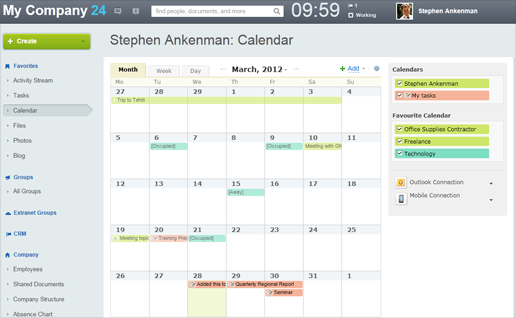 My Company 24
find people, documents, and more
09:59
1
Working
Stephen Ankenman
+ Create
Stephen Ankenman: Calendar
Favorites
Activity Stream
Tasks
Calendar
Files
Photos
Blog
Groups
All Groups
Extranet Groups
CRM
Company
Employees
Shared Documents
Company Structure
Absence Chart
Month
Week
Day
March, 2012
+ Add
Mo Tu We Th Fr Sa Su
27 28 29 1 2 3 4
Trip to Tahiti
5 6 7 8 9 10 11
[Occupied] [Occupied] Meeting with
12 13 14 15 16 17 18
[Away]
19 20 21 22 23 24 25
Meeting topi Training [Occupied]
26 27 28 29 30 31 1
Added this to Quarterly Regional Report
Seminar
Calendars
Stephen Ankenman
My tasks
Favourite Calendar
Office Supplies Contractor
Freelance
Technology
Outlook Connection
Mobile Connection